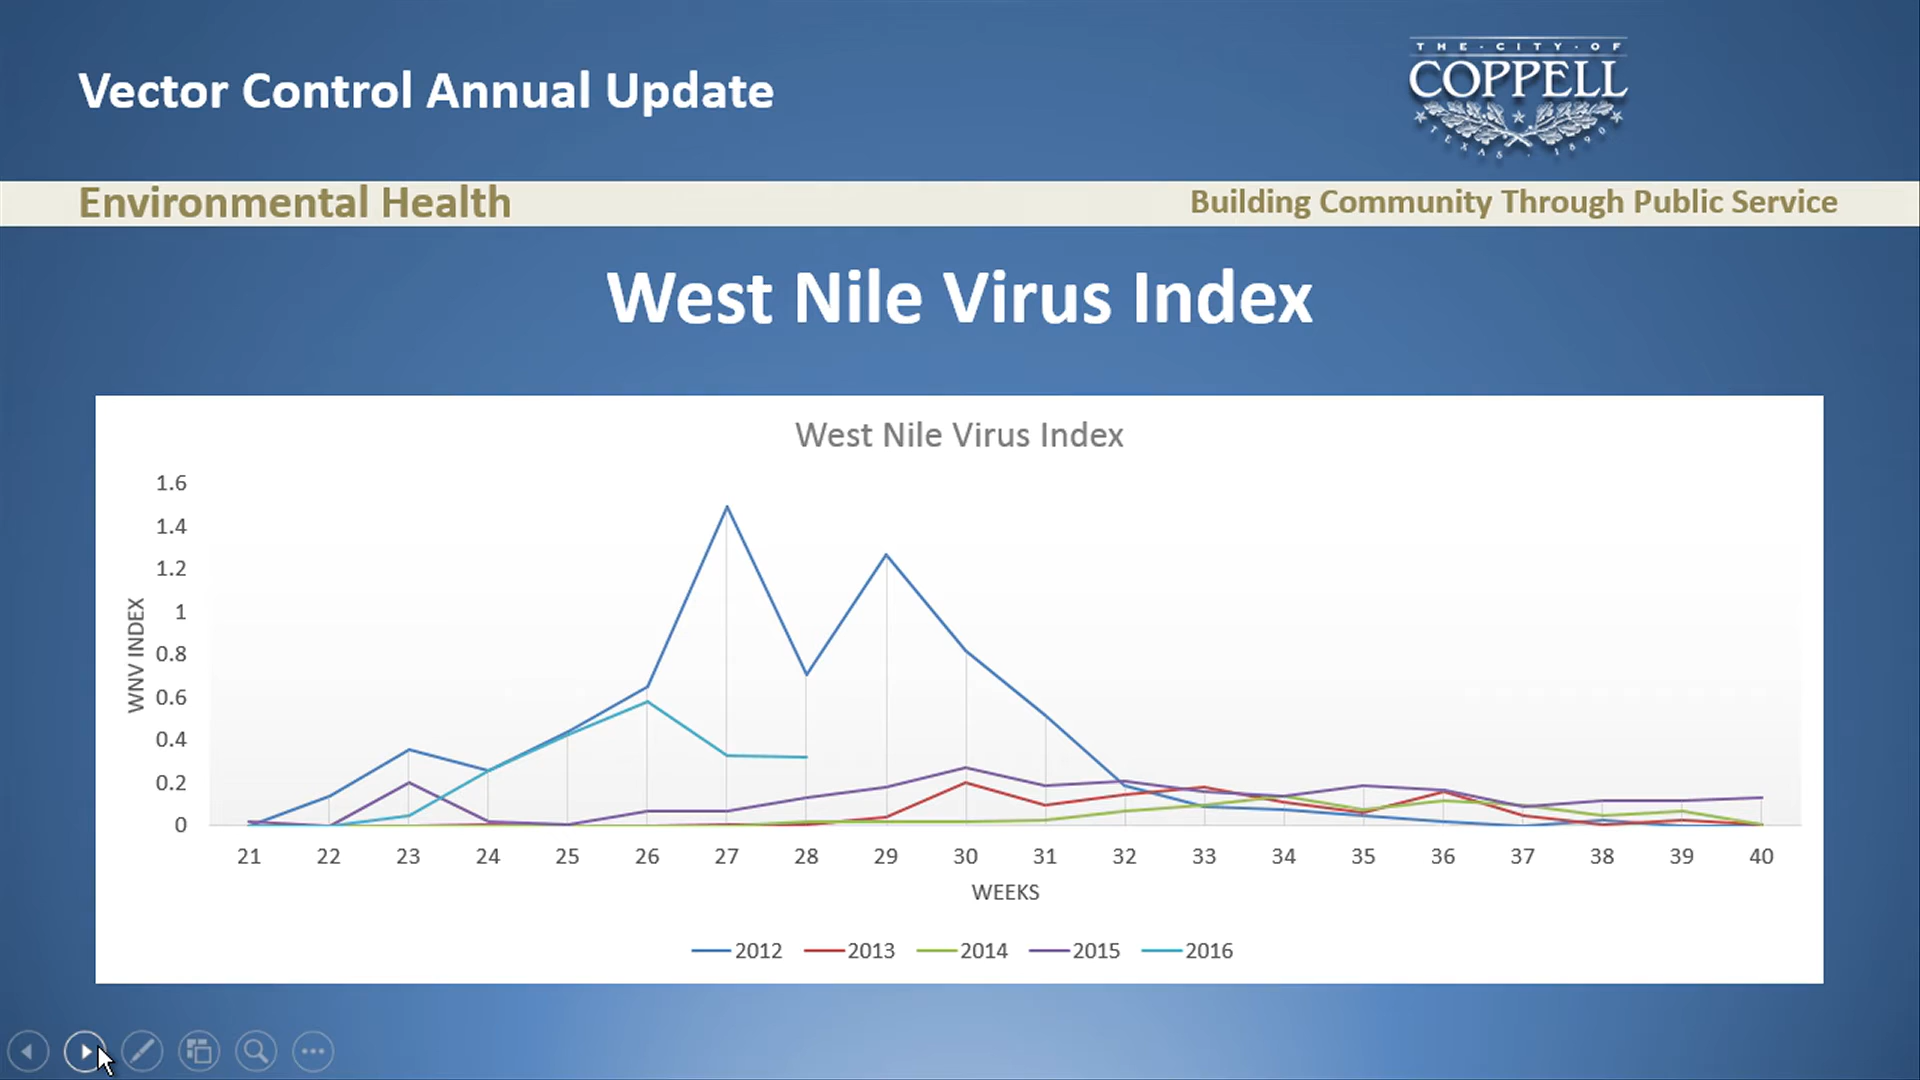 Vector Control Annual Update
THE · CITY · OF
COPPELL
TEXAS · 1890
Environmental Health
Building Community Through Public Service
West Nile Virus Index
West Nile Virus Index
1.6
1.4
1.2
1
0.8
0.6
0.4
0.2
0
WNV INDEX
21 22 23 24 25 26 27 28 29 30 31 32 33 34 35 36 37 38 39 40
WEEKS
2012 2013 2014 2015 2016